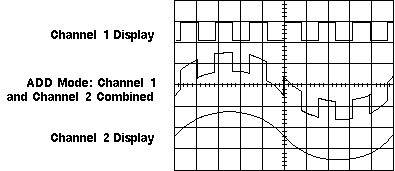 Channel 1 Display
ADD Mode: Channel 1
and Channel 2 Combined
Channel 2 Display